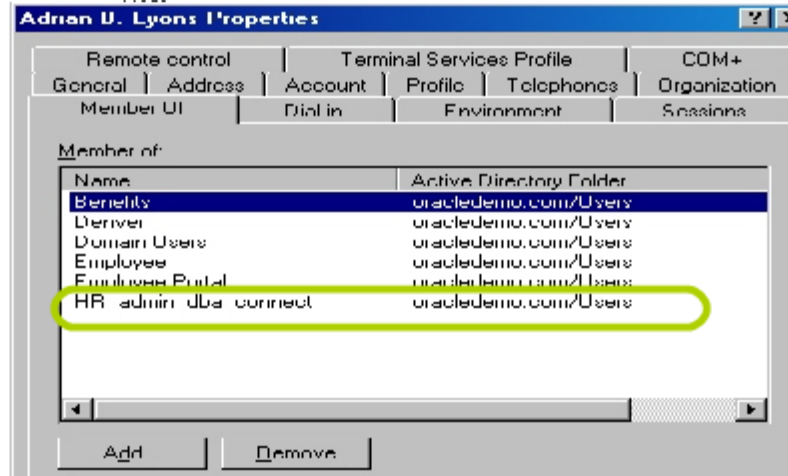 Adrian U. Lyons Properties
Remote control Terminal Services Profile COM+
General Address Account Profile Telephones Organization
Member Of Dial-in Environment Sessions
Member of:
Name Active Directory Folder
Benefits oracledemo.com/Users
Denver oracledemo.com/Users
Domain Users oracledemo.com/Users
Employee oracledemo.com/Users
Employee Portal oracledemo.com/Users
HR_admin_dba_connect oracledemo.com/Users
Add Remove